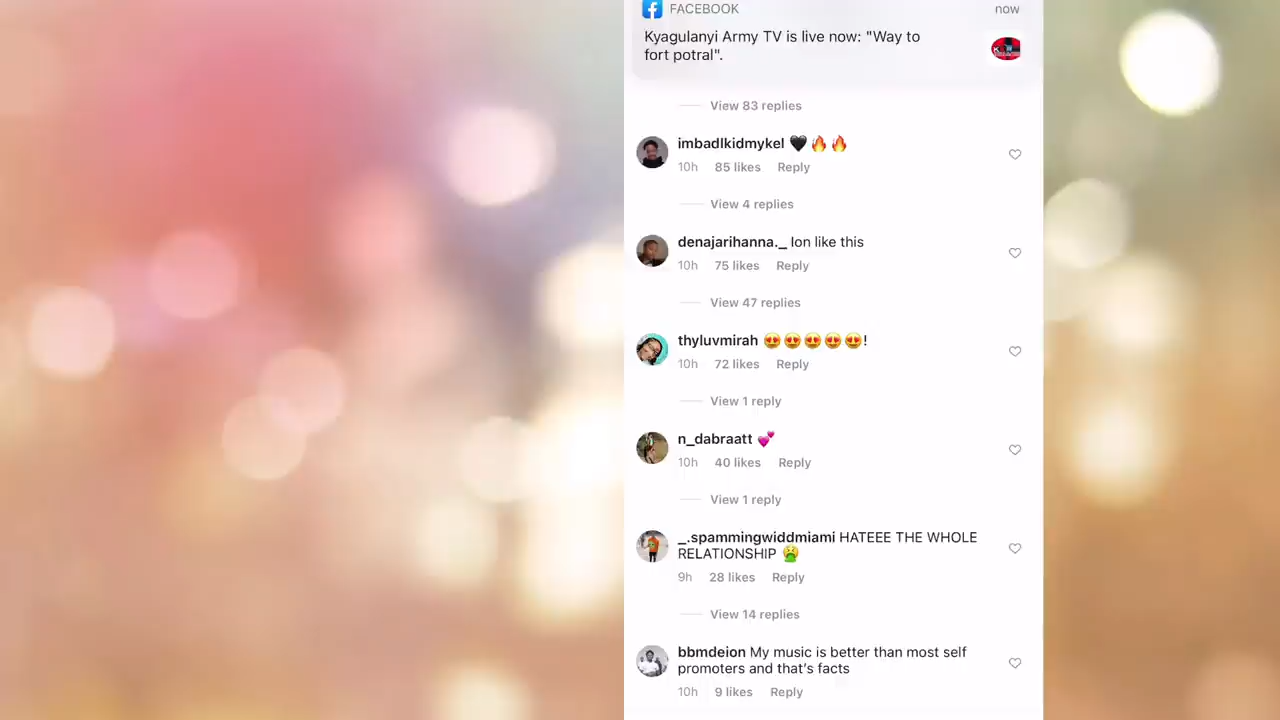 FACEBOOK now
Kyagulanyi Army TV is live now: "Way to
fort potral".
View 83 replies
imbadlkidmykel 🖤🔥🔥
10h 85 likes Reply
View 4 replies
denajarihanna._ Ion like this
10h 75 likes Reply
View 47 replies
thyluvmirah 😍😍😍😍😍!
10h 72 likes Reply
View 1 reply
n_dabraatt 💕
10h 40 likes Reply
View 1 reply
_.spammingwiddmiami HATEEE THE WHOLE
RELATIONSHIP 🤮
9h 28 likes Reply
View 14 replies
bbmdeion My music is better than most self
promoters and that's facts
10h 9 likes Reply